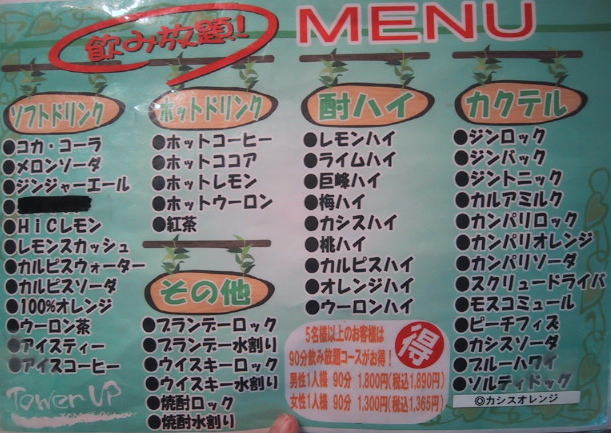 飲み放題!
MENU
ソフトドリンク
●コカ・コーラ
●メロンソーダ
●ジンジャーエール
●HiCレモン
●レモンスカッシュ
●カルピスウォーター
●カルピスソーダ
●100%オレンジ
●ウーロン茶
●アイスティー
●アイスコーヒー
Tower UP
ホットドリンク
●ホットコーヒー
●ホットココア
●ホットレモン
●ホットウーロン
●紅茶
その他
●ブランデーロック
●ブランデー水割り
●ウイスキーロック
●ウイスキー水割り
●焼酎ロック
●焼酎水割り
酎ハイ
●レモンハイ
●ライムハイ
●巨峰ハイ
●梅ハイ
●カシスハイ
●桃ハイ
●カルピスハイ
●オレンジハイ
●ウーロンハイ
5名様以上のお客様は
90分飲み放題コースがお得!
男性1人様 90分 1,800円(税込1,890円)
女性1人様 90分 1,300円(税込1,365円)
得
カクテル
●ジンロック
●ジンバック
●ジントニック
●カルアミルク
●カンパリロック
●カンパリオレンジ
●カンパリソーダ
●スクリュードライバ
●モスコミュール
●ピーチフィズ
●カシスソーダ
●ブルーハワイ
●ソルティドッグ
◎カシスオレンジ